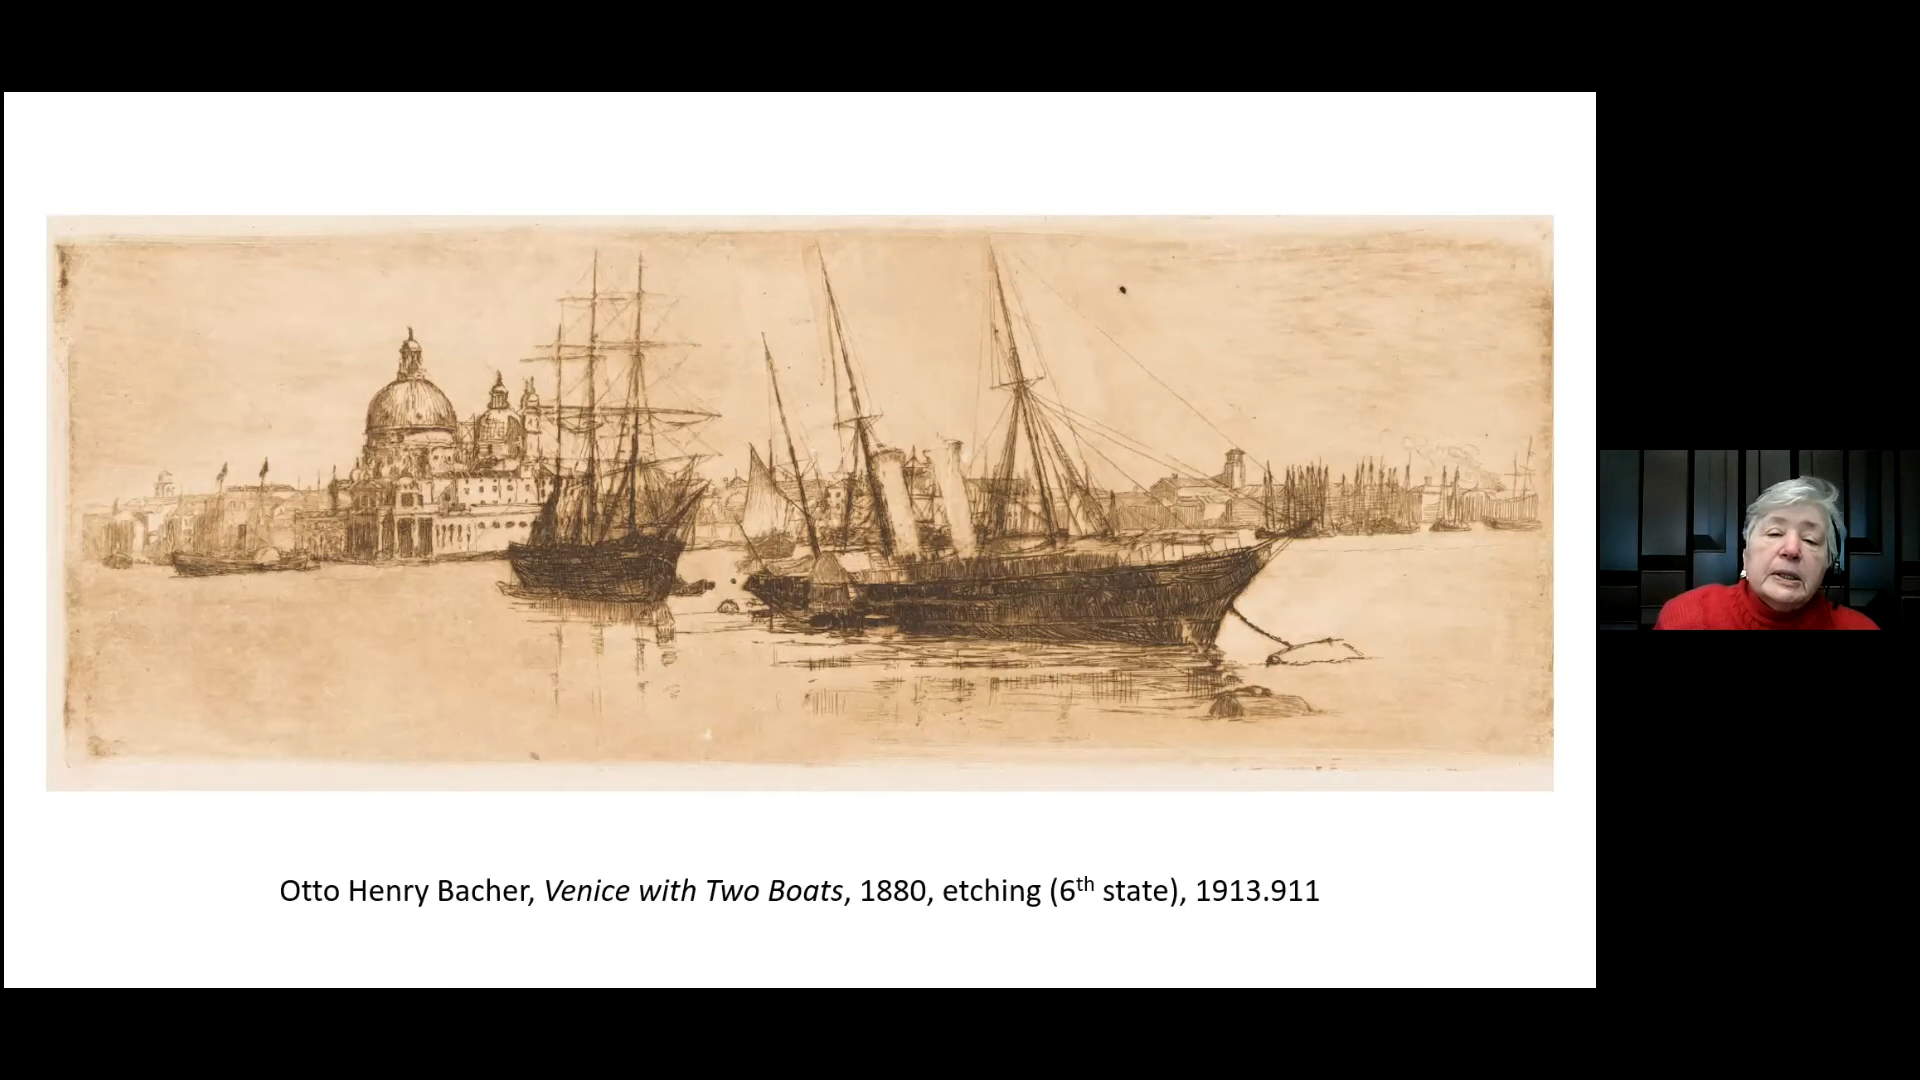 Otto Henry Bacher, Venice with Two Boats, 1880, etching (6th state), 1913.911